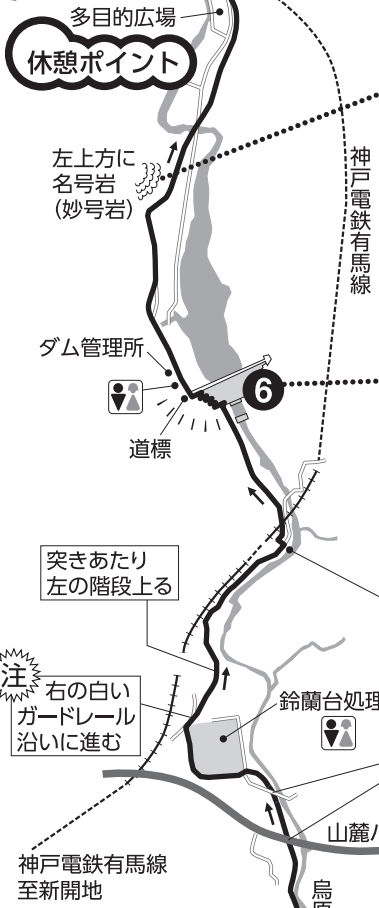 多目的広場
休憩ポイント
左上方に
名号岩
（妙号岩）
神戸電鉄有馬線
ダム管理所
6
道標
突きあたり
左の階段上る
注
右の白い
ガードレール
沿いに進む
鈴蘭台処理
山麓バ
神戸電鉄有馬線
至新開地
烏
原